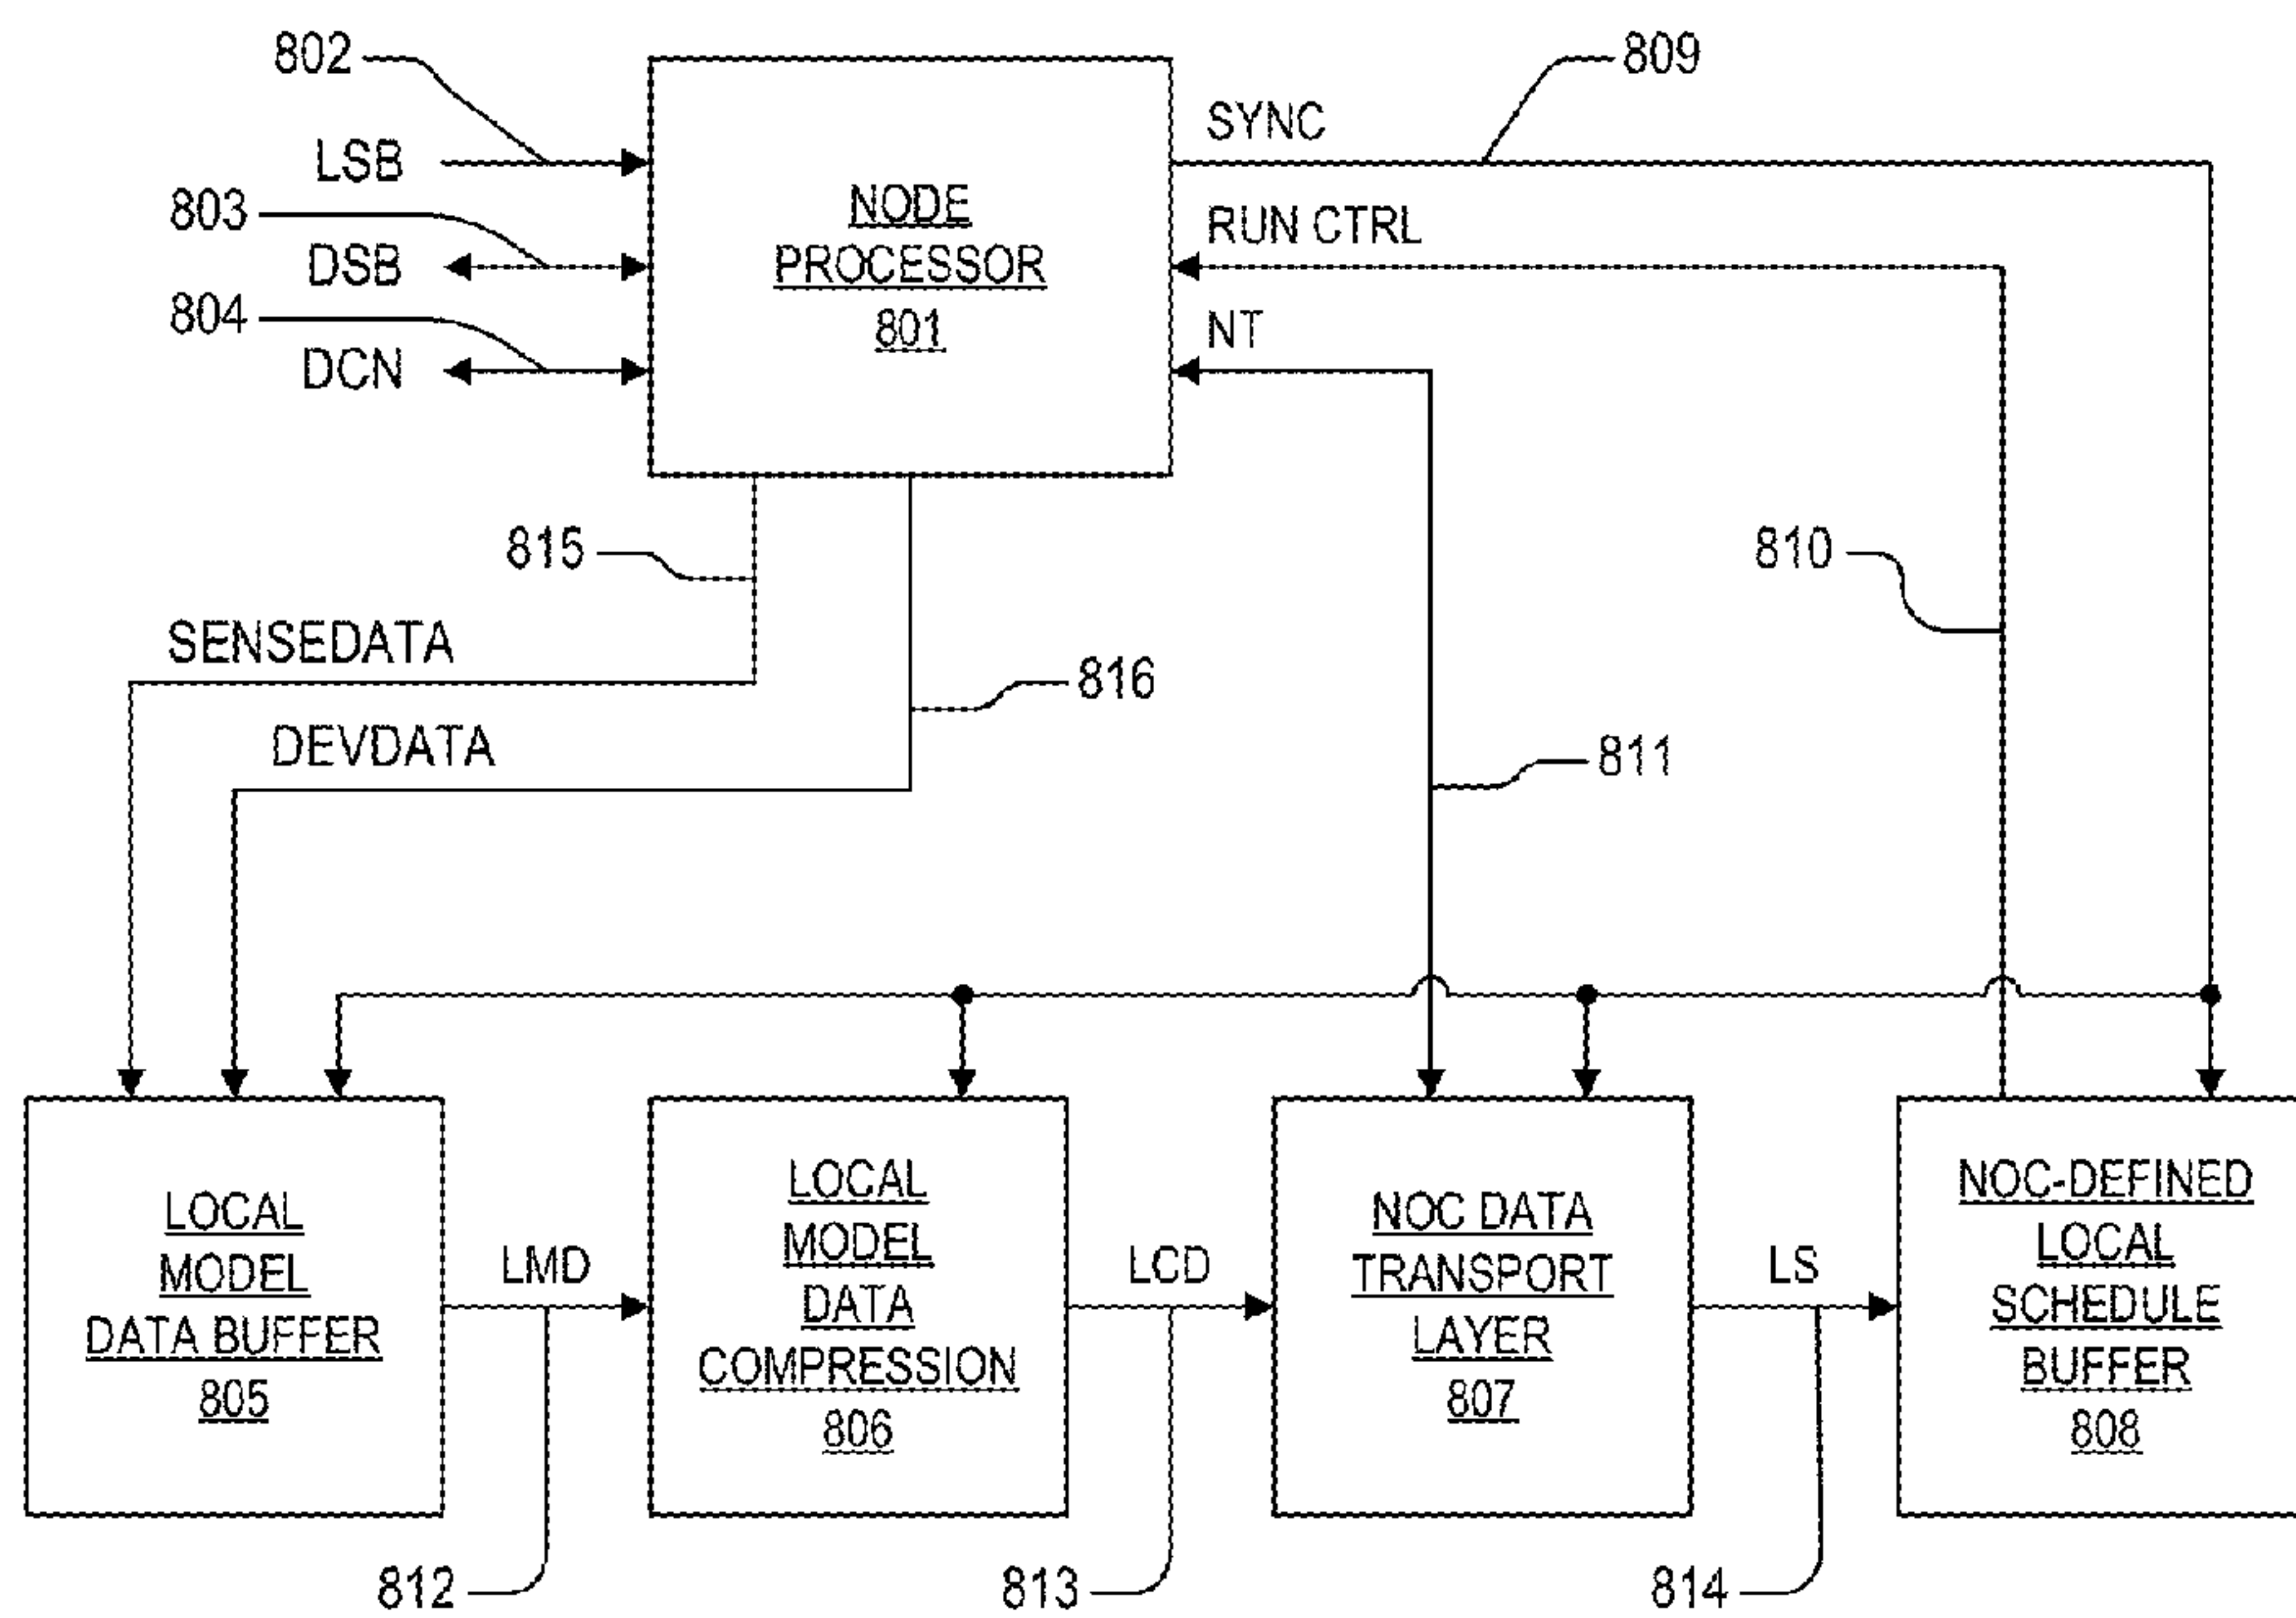 802
809
SYNC
LSB
803
NODE
PROCESSOR
801
RUN CTRL
DSB
804
NT
DCN
815
810
SENSEDATA
816
DEVDATA
811
LOCAL
MODEL
DATA BUFFER
805
LMD
LOCAL
MODEL
DATA
COMPRESSION
806
LCD
NOC DATA
TRANSPORT
LAYER
807
LS
NOC-DEFINED
LOCAL
SCHEDULE
BUFFER
808
812
813
814